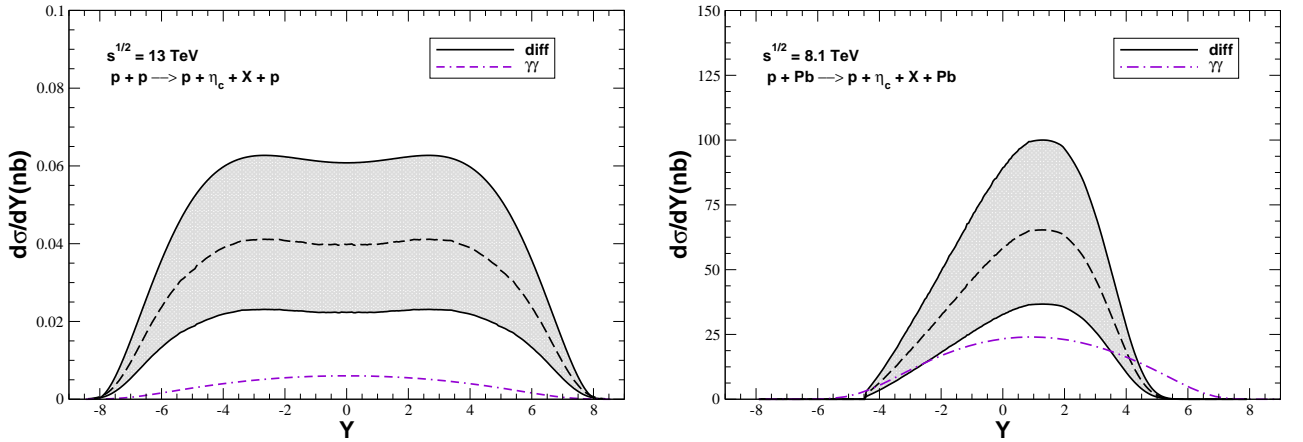 0.1
0.08
0.06
0.04
0.02
0
dσ/dY(nb)
s^{1/2} = 13 TeV
p + p —> p + η_c + X + p
diff
γγ
-8 -6 -4 -2 0 2 4 6 8
Y
150
125
100
75
50
25
0
dσ/dY(nb)
s^{1/2} = 8.1 TeV
p + Pb —> p + η_c + X + Pb
diff
γγ
-8 -6 -4 -2 0 2 4 6 8
Y